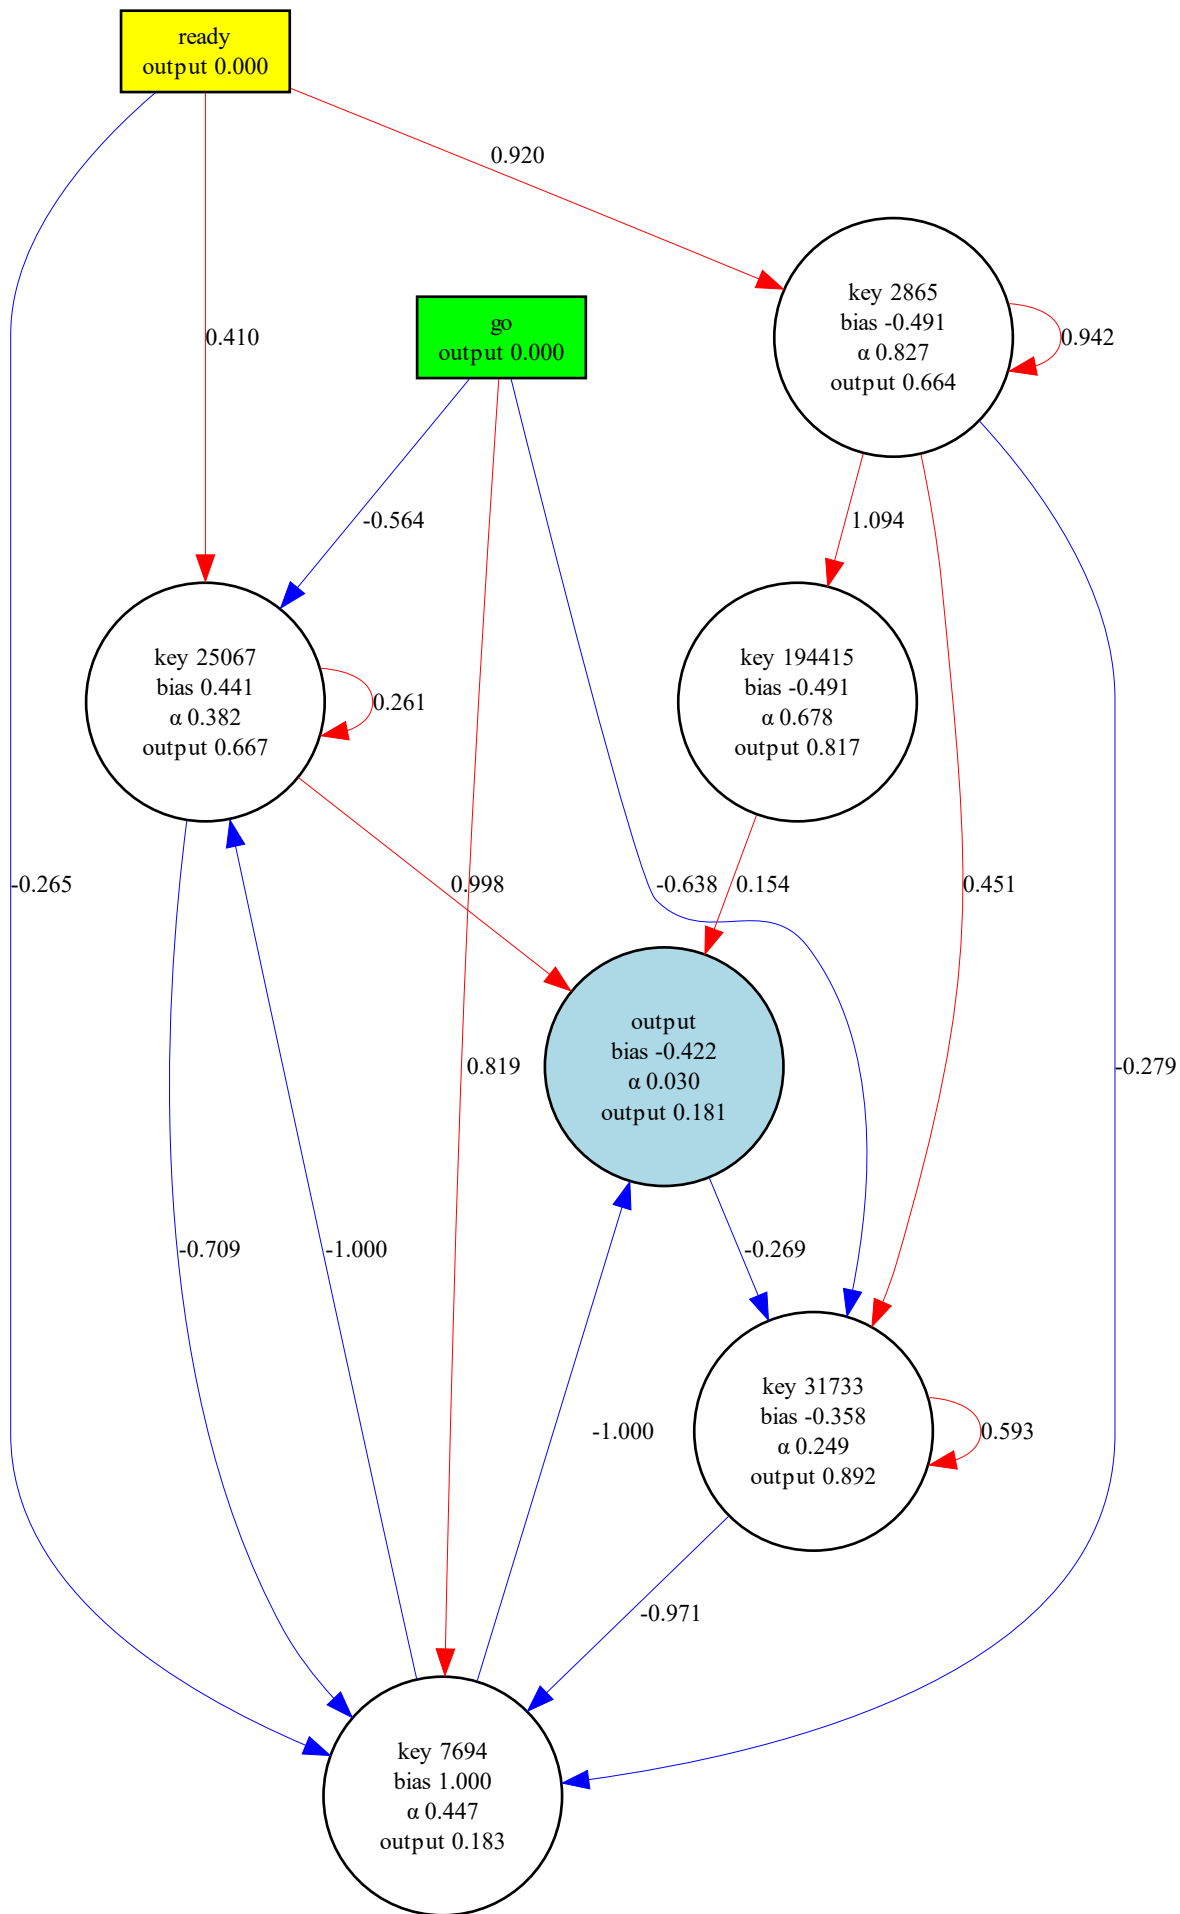 ready
output 0.000
0.920
key 2865
bias -0.491
α 0.827
output 0.664
0.942
go
output 0.000
0.410
-0.564
1.094
key 25067
bias 0.441
α 0.382
output 0.667
0.261
key 194415
bias -0.491
α 0.678
output 0.817
-0.265
0.998
-0.638
0.154
0.451
output
bias -0.422
α 0.030
output 0.181
0.819
-0.279
-0.709
-1.000
-0.269
key 31733
bias -0.358
α 0.249
output 0.892
-1.000
0.593
-0.971
key 7694
bias 1.000
α 0.447
output 0.183